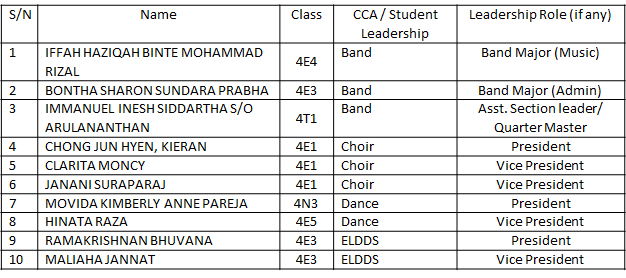 S/N Name Class CCA / Student Leadership Leadership Role (if any)
1 IFFAH HAZIQAH BINTE MOHAMMAD RIZAL 4E4 Band Band Major (Music)
2 BONTHA SHARON SUNDARA PRABHA 4E3 Band Band Major (Admin)
3 IMMANUEL INESH SIDDARTHA S/O ARULANANTHAN 4T1 Band Asst. Section leader/ Quarter Master
4 CHONG JUN HYEN, KIERAN 4E1 Choir President
5 CLARITA MONCY 4E1 Choir Vice President
6 JANANI SURAPARAJ 4E1 Choir Vice President
7 MOVIDA KIMBERLY ANNE PAREJA 4N3 Dance President
8 HINATA RAZA 4E5 Dance Vice President
9 RAMAKRISHNAN BHUVANA 4E3 ELDDS President
10 MALIAHA JANNAT 4E3 ELDDS Vice President